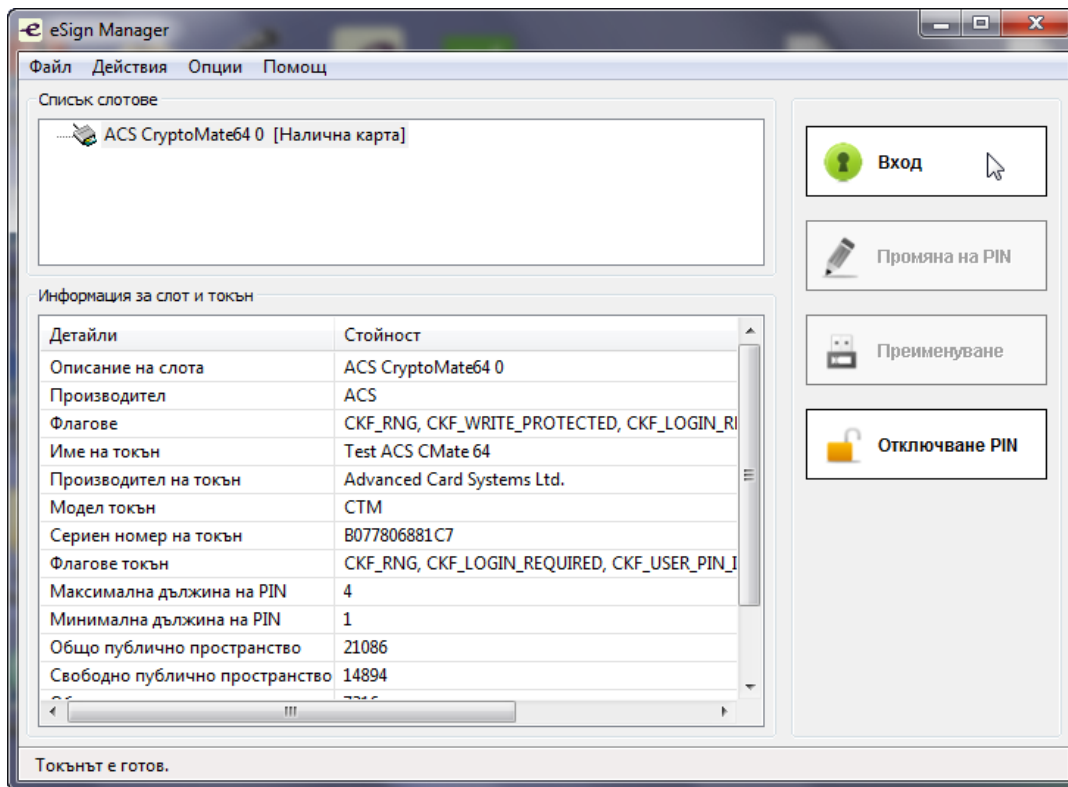 eSign Manager
Файл Действия Опции Помощ
Списък слотове
ACS CryptoMate64 0 [Налична карта]
Вход
Промяна на PIN
Преименуване
Отключване PIN
Информация за слот и токън
Детайли Стойност
Описание на слота ACS CryptoMate64 0
Производител ACS
Флагове CKF_RNG, CKF_WRITE_PROTECTED, CKF_LOGIN_RI
Име на токън Test ACS CMate 64
Производител на токън Advanced Card Systems Ltd.
Модел токън CTM
Сериен номер на токън B077806881C7
Флагове токън CKF_RNG, CKF_LOGIN_REQUIRED, CKF_USER_PIN_I
Максимална дължина на PIN 4
Минимална дължина на PIN 1
Общо публично пространство 21086
Свободно публично пространство 14894
Токънът е готов.